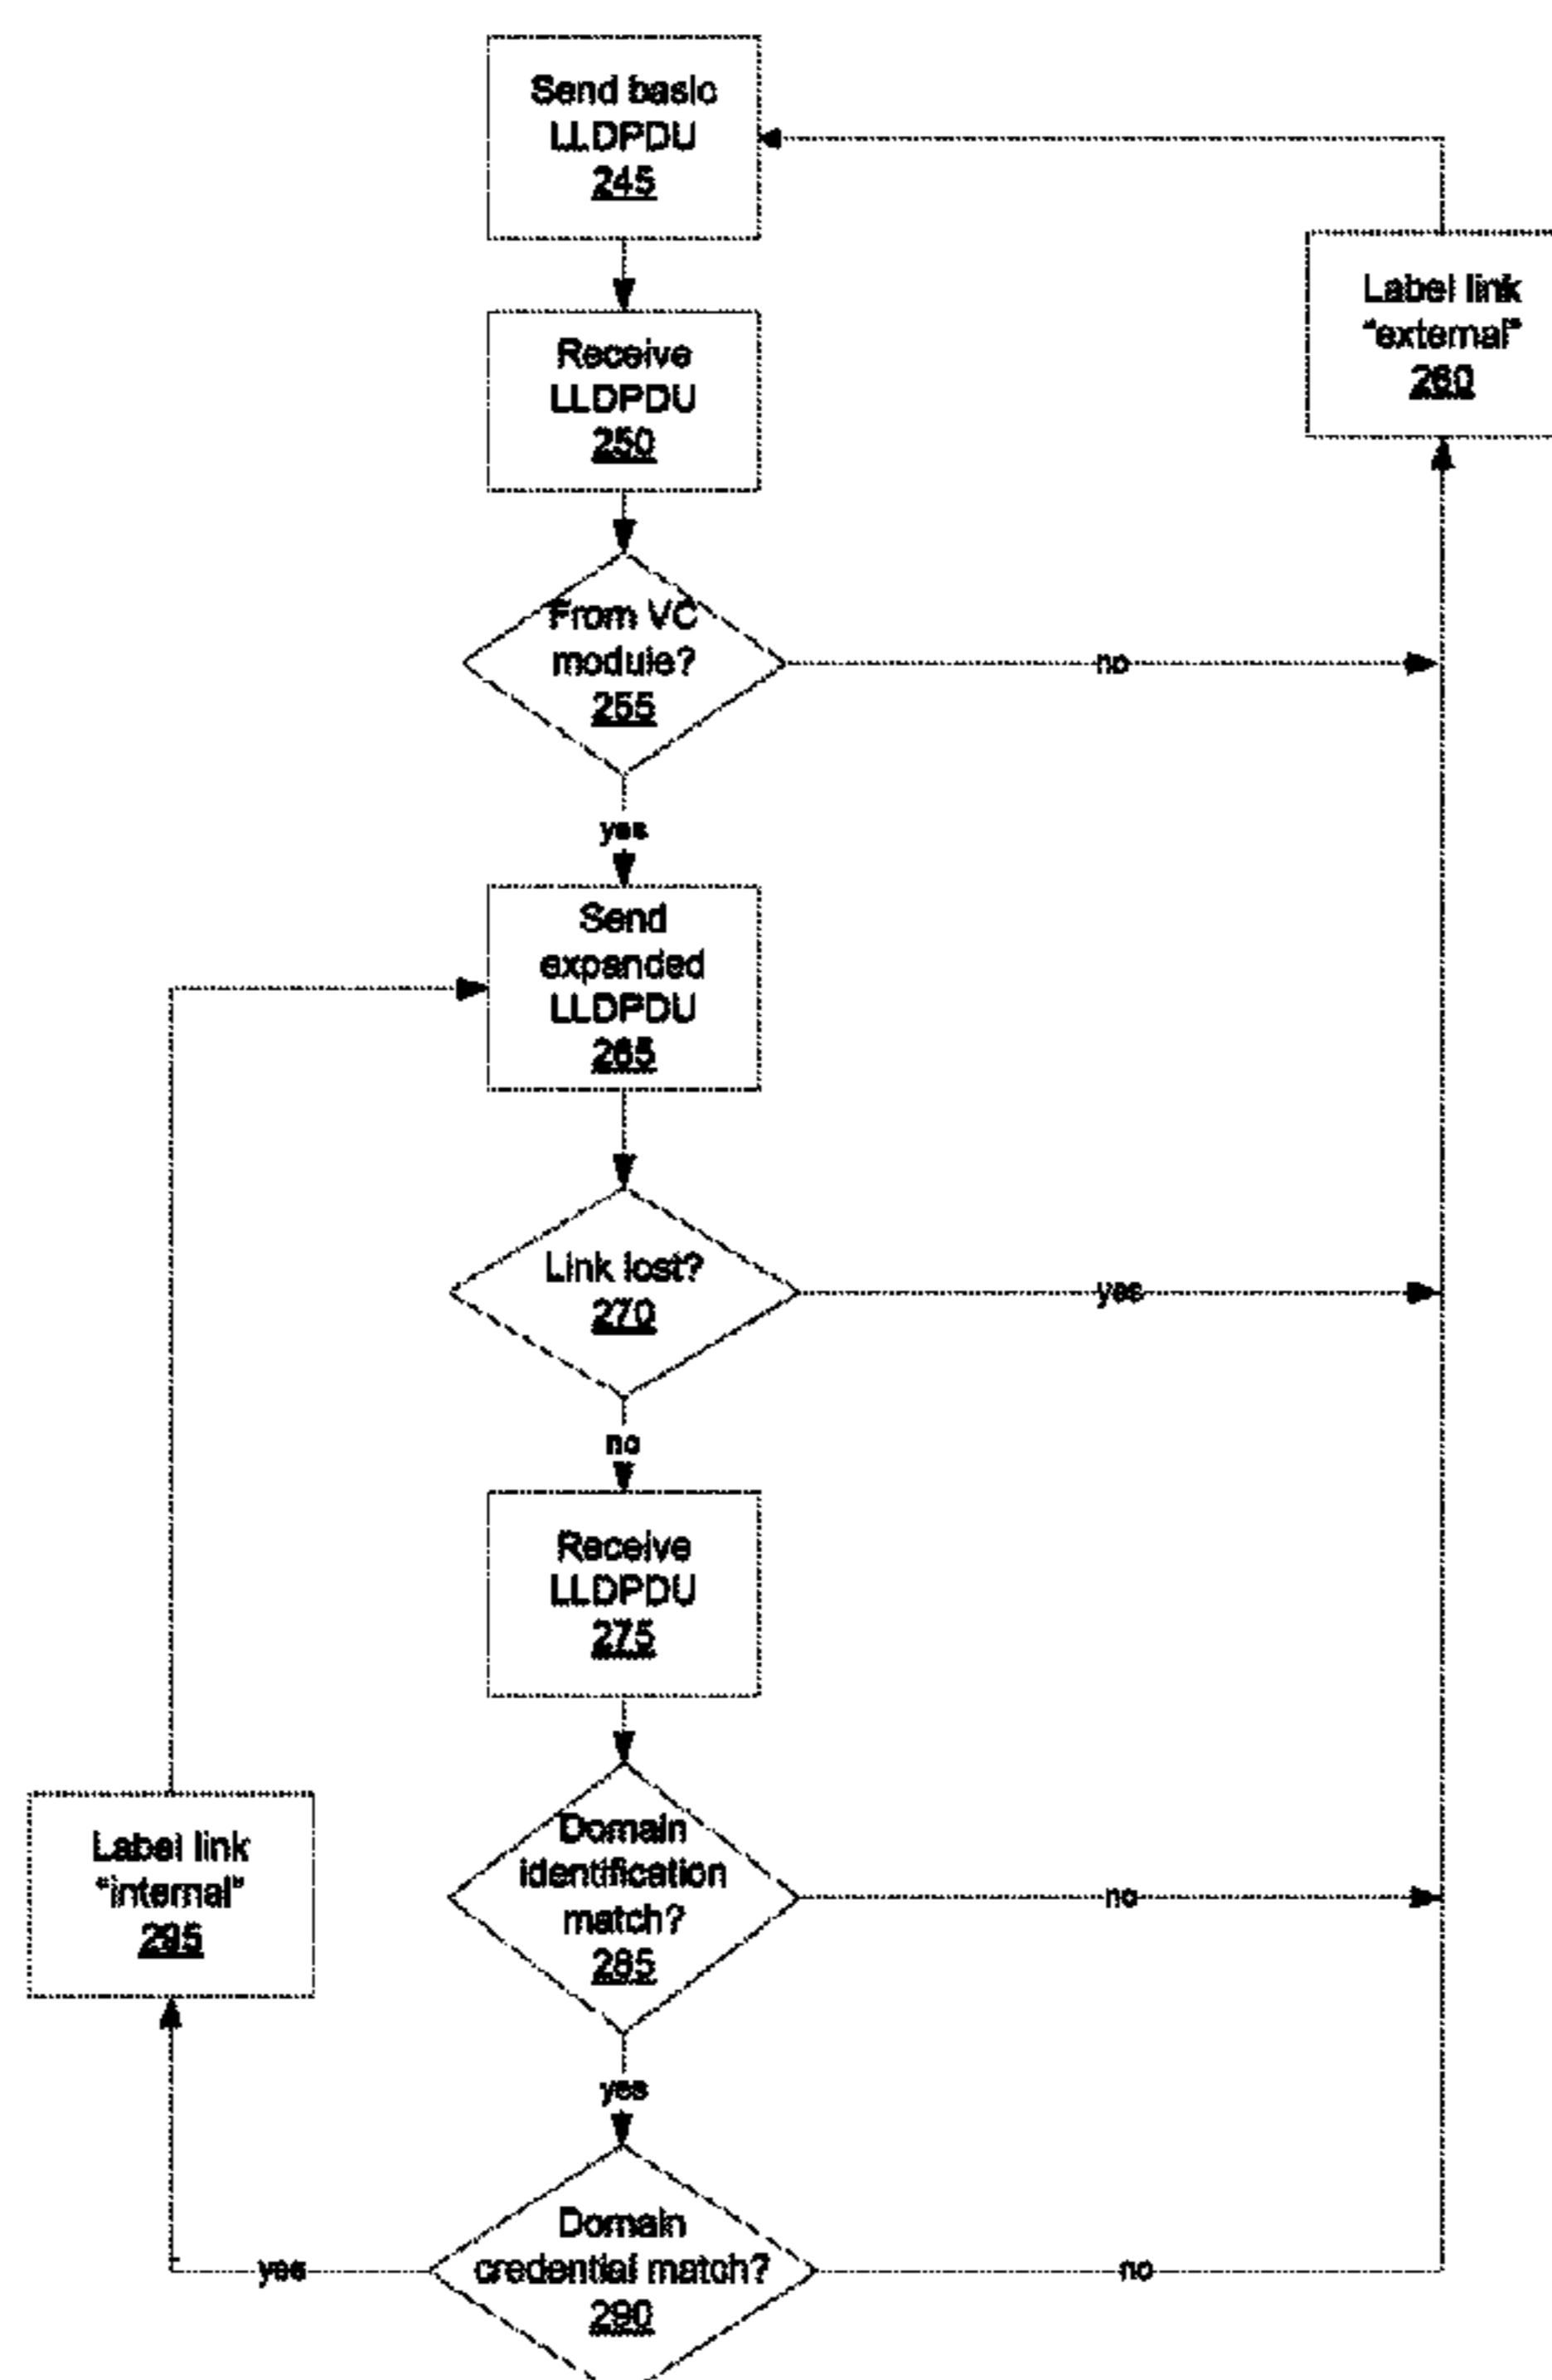 Send basic
LLDPDU
245
Label link
"external"
260
Receive
LLDPDU
250
From VC
module?
255
no
yes
Send
expanded
LLDPDU
265
Link lost?
270
yes
no
Receive
LLDPDU
275
Domain
identification
match?
285
no
Label link
"internal"
295
yes
Domain
credential match?
290
yes
no